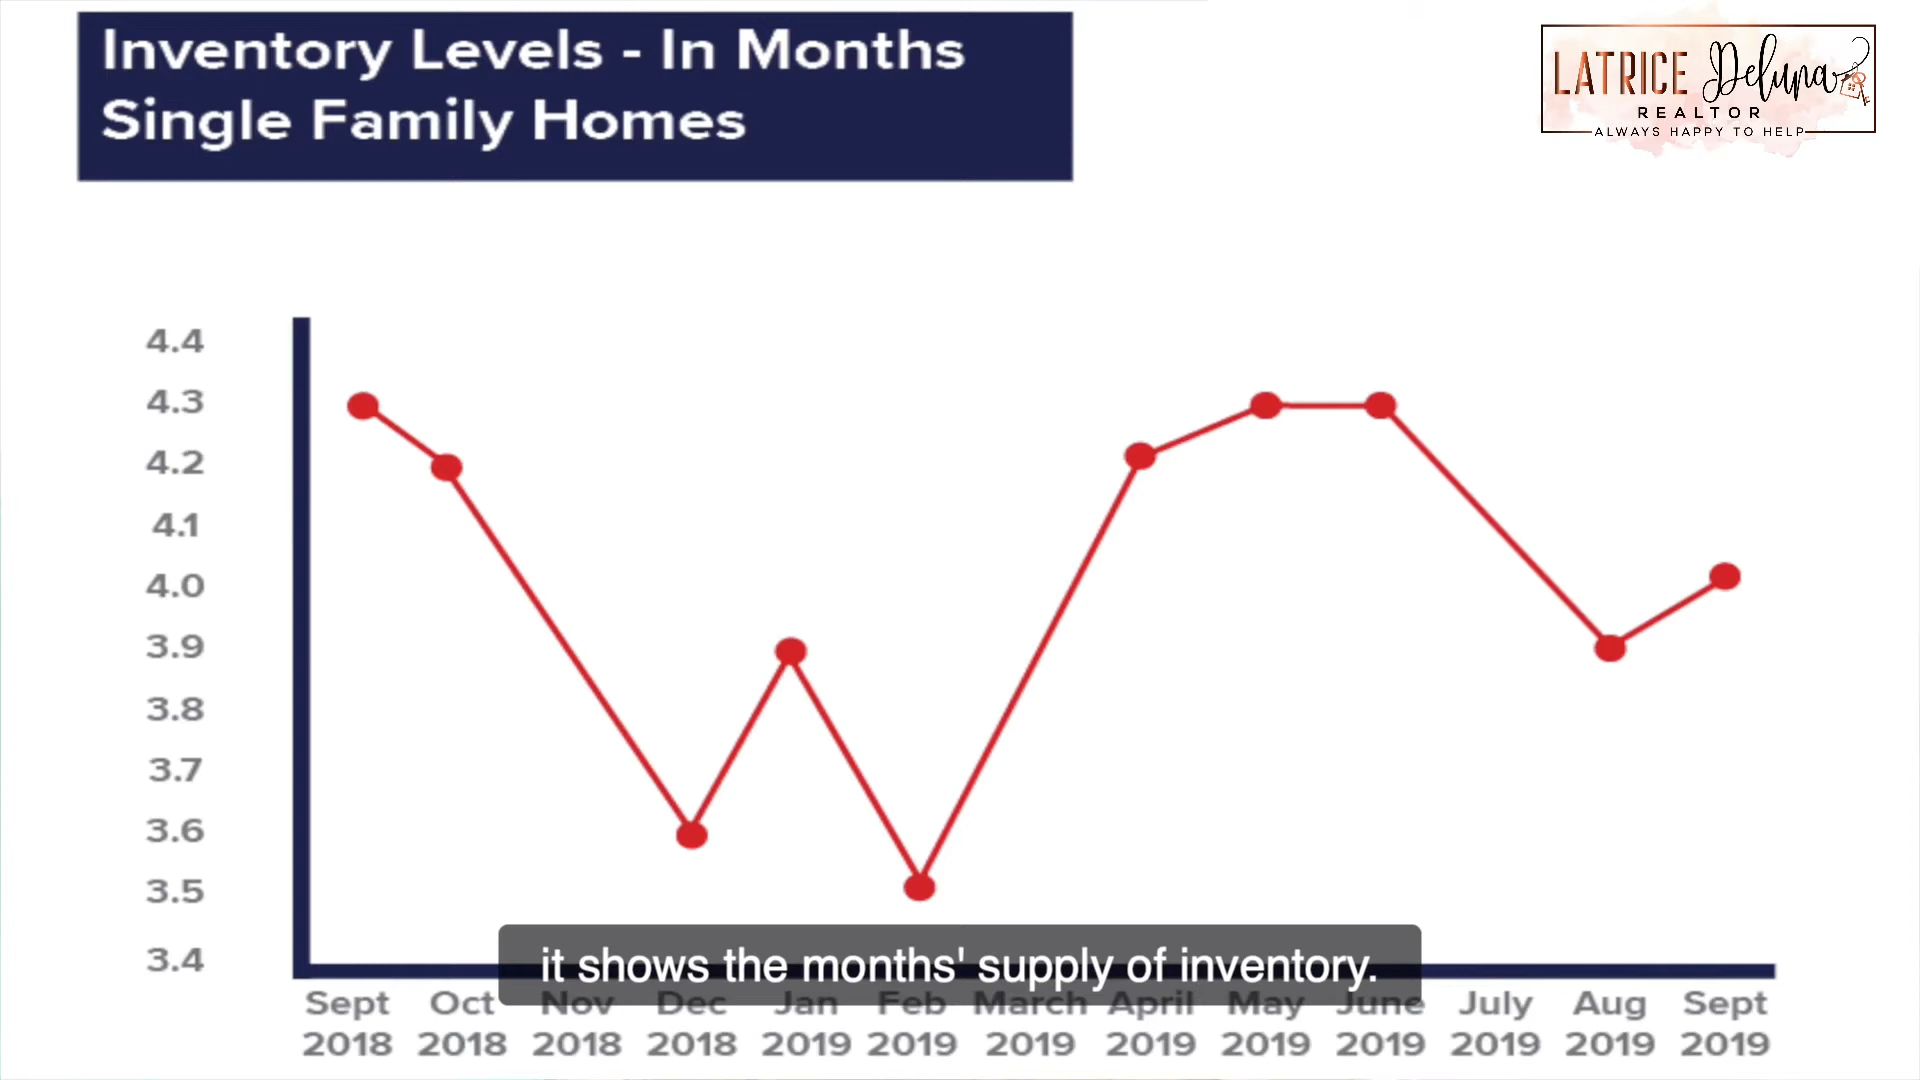 Inventory Levels - In Months
Single Family Homes
LATRICE Deluna
REALTOR
ALWAYS HAPPY TO HELP
4.4
4.3
4.2
4.1
4.0
3.9
3.8
3.7
3.6
3.5
3.4
it shows the months' supply of inventory.
Sept Oct Nov Dec Jan Feb March April May June July Aug Sept
2018 2018 2018 2018 2019 2019 2019 2019 2019 2019 2019 2019 2019